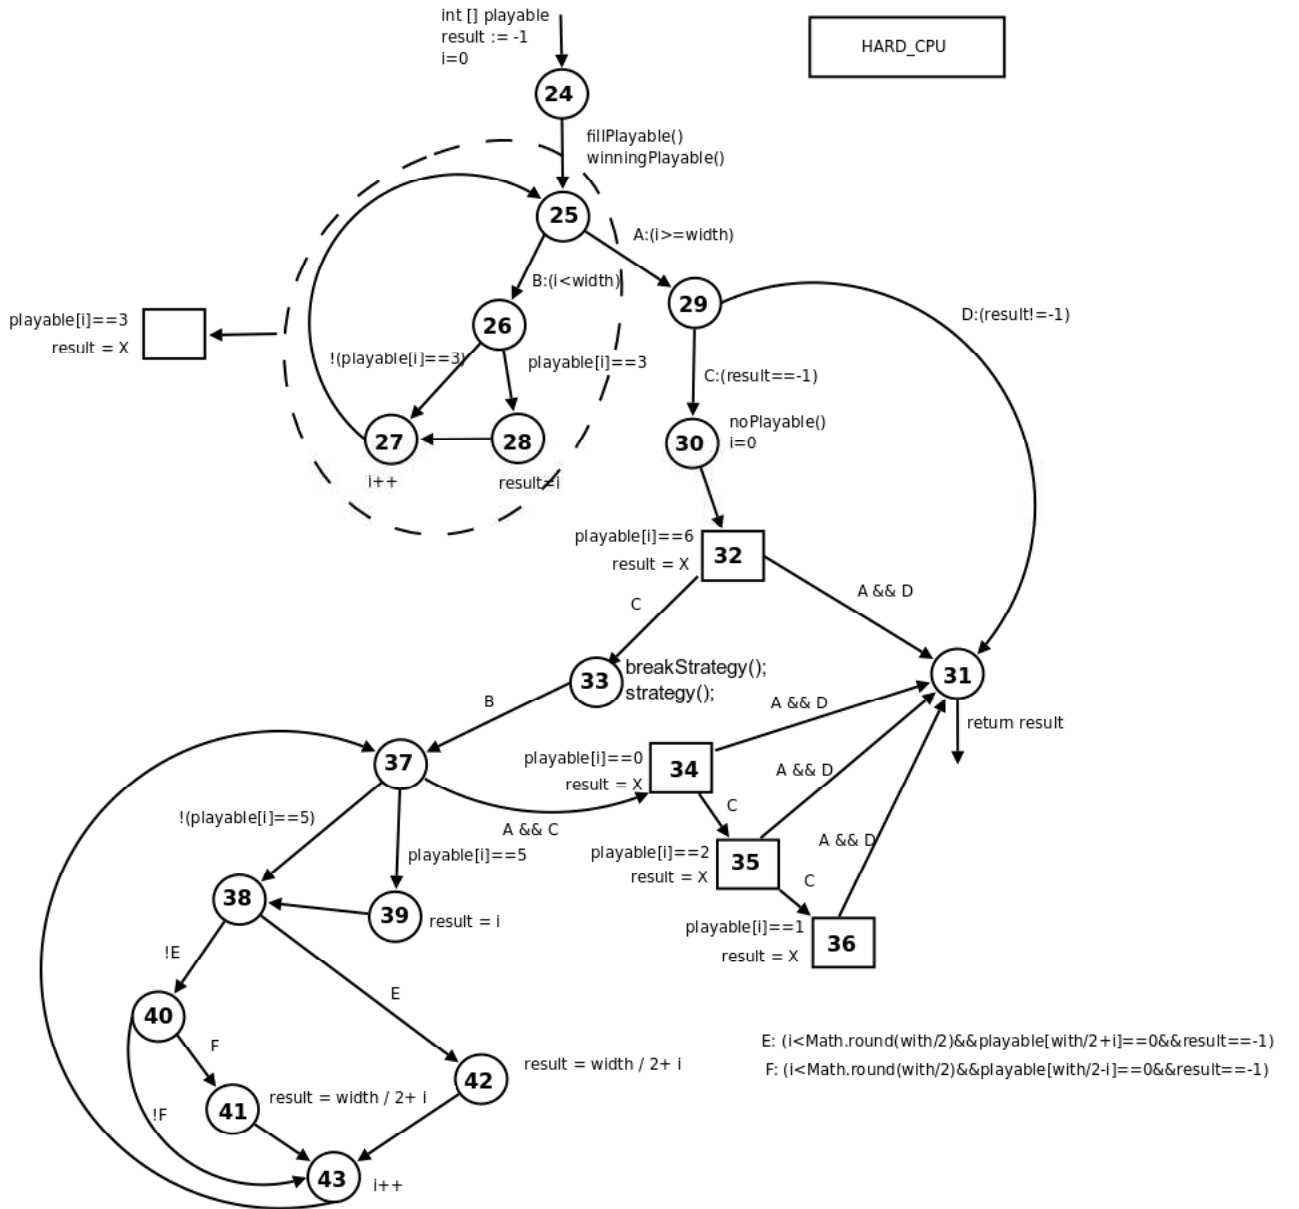 int [] playable
result := -1
i=0
HARD_CPU
24
fillPlayable()
winningPlayable()
25
A:(i>=width)
B:(i<width)
29
D:(result!=-1)
playable[i]==3
result = X
26
!(playable[i]==3)
playable[i]==3
C:(result==-1)
27
28
30
noPlayable()
i=0
i++
result=i
playable[i]==6
result = X
32
A && D
C
33
breakStrategy();
strategy();
31
B
A && D
return result
37
playable[i]==0
result = X
34
A && D
!(playable[i]==5)
A && C
C
playable[i]==5
playable[i]==2
result = X
35
A && D
C
38
39
result = i
playable[i]==1
result = X
36
!E
E
40
F
E: (i<Math.round(with/2)&&playable[with/2+i]==0&&result==-1)
F: (i<Math.round(with/2)&&playable[with/2-i]==0&&result==-1)
42
result = width / 2+ i
41
result = width / 2+ i
!F
43
i++